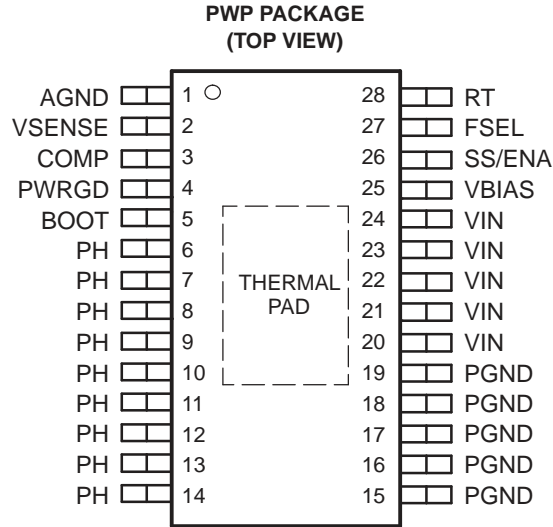 PWP PACKAGE
(TOP VIEW)
AGND 1 28 RT
VSENSE 2 27 FSEL
COMP 3 26 SS/ENA
PWRGD 4 25 VBIAS
BOOT 5 24 VIN
PH 6 23 VIN
PH 7 22 VIN
PH 8 21 VIN
PH 9 20 VIN
PH 10 19 PGND
PH 11 18 PGND
PH 12 17 PGND
PH 13 16 PGND
PH 14 15 PGND
THERMAL
PAD